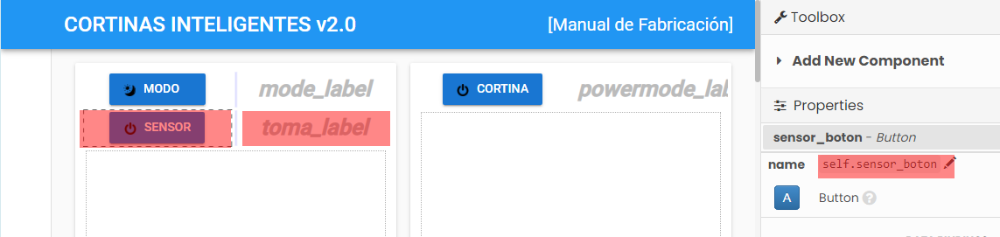 CORTINAS INTELIGENTES v2.0
[Manual de Fabricación]
MODO
mode_label
SENSOR
toma_label
CORTINA
powermode_lab
Toolbox
Add New Component
Properties
sensor_boton - Button
name self.sensor_boton
A Button ?